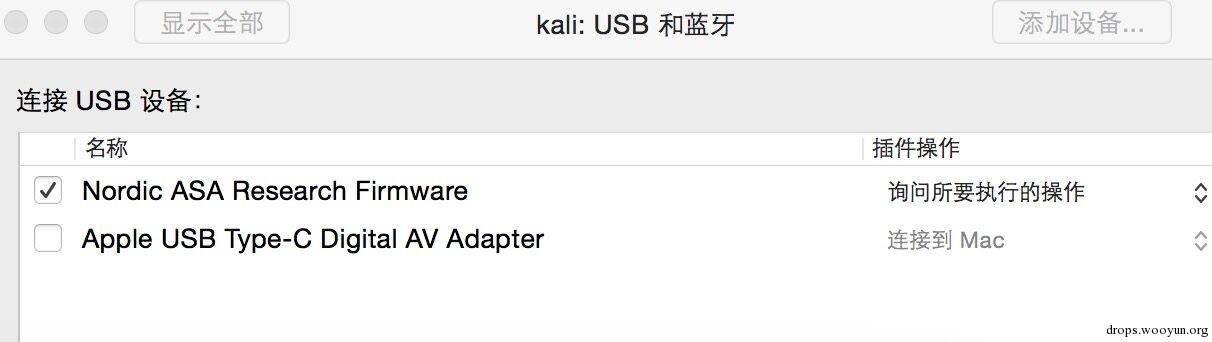 显示全部 kali: USB 和蓝牙 添加设备...
连接 USB 设备:
名称 插件操作
Nordic ASA Research Firmware 询问所要执行的操作
Apple USB Type-C Digital AV Adapter 连接到 Mac
drops.wooyun.org